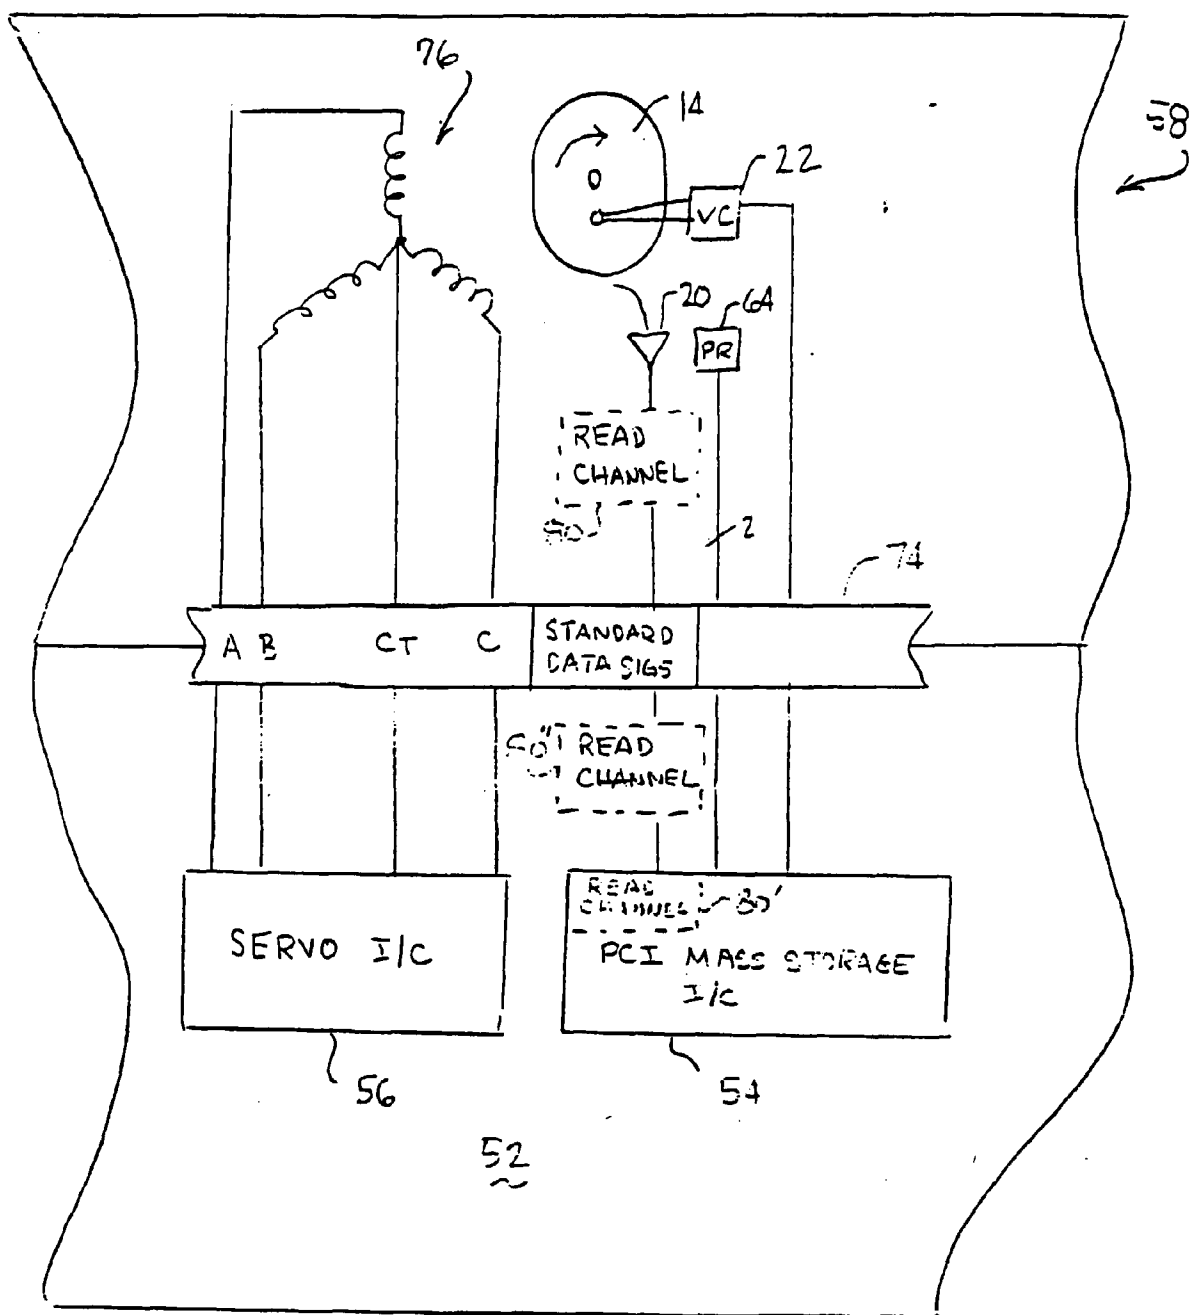 76
14
58
22
VC
20
64
PR
READ
CHANNEL
80
2
74
A B CT C
STANDARD
DATA SIGS
80"
READ
CHANNEL
READ
CHANNEL
80'
SERVO I/C
PCI MASS STORAGE
I/C
56
54
52